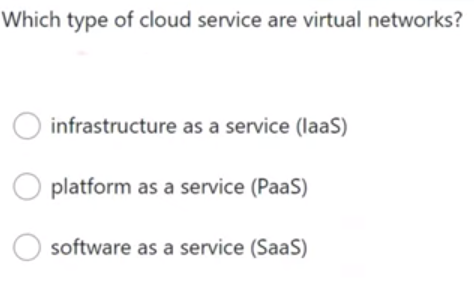 Which type of cloud service are virtual networks?
infrastructure as a service (IaaS)
platform as a service (PaaS)
software as a service (SaaS)